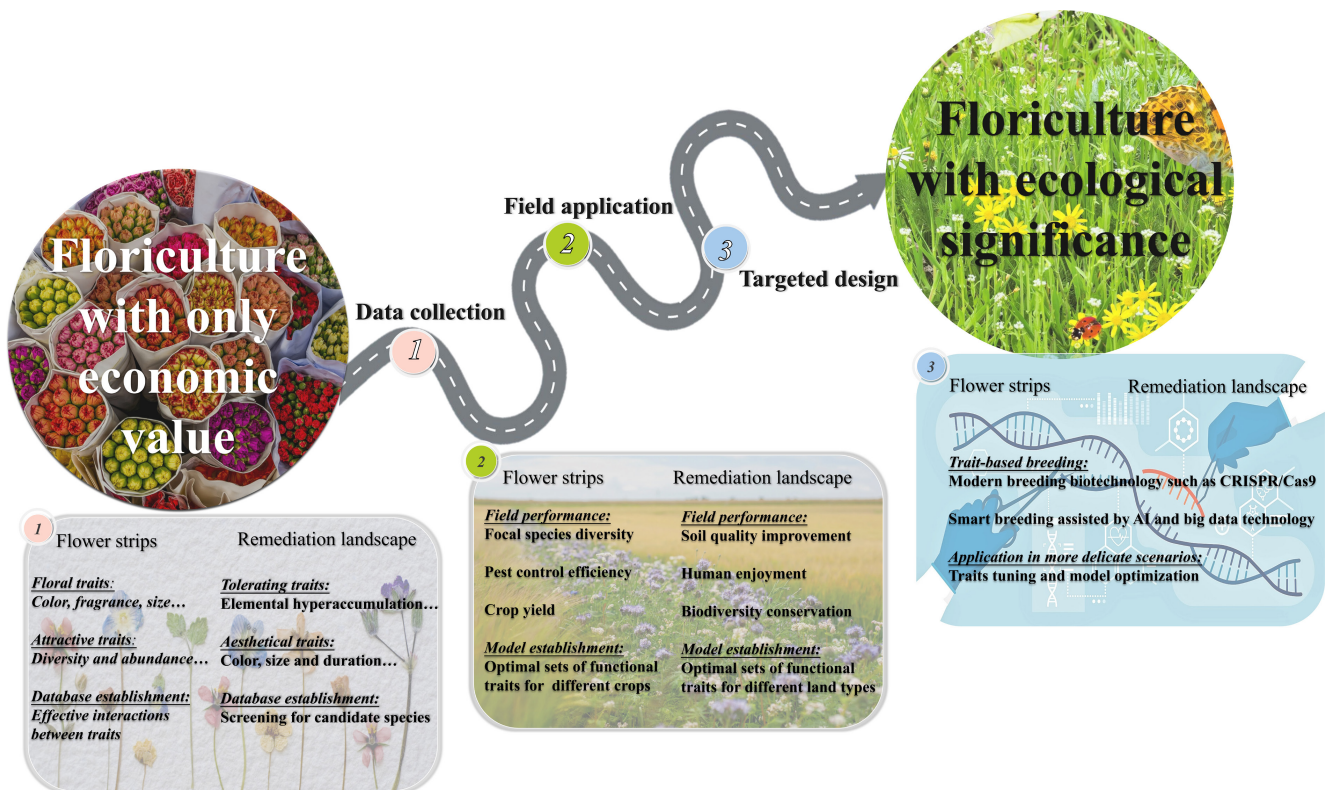 Floriculture
with only
economic
value
Data collection
1
Field application
2
3
Targeted design
Floriculture
with ecological
significance
1
Flower strips
Remediation landscape
Floral traits:
Color, fragrance, size…
Attractive traits:
Diversity and abundance…
Database establishment:
Effective interactions
between traits
Tolerating traits:
Elemental hyperaccumulation…
Aesthetical traits:
Color, size and duration…
Database establishment:
Screening for candidate species
2
Flower strips
Remediation landscape
Field performance:
Focal species diversity
Pest control efficiency
Crop yield
Model establishment:
Optimal sets of functional
traits for different crops
Field performance:
Soil quality improvement
Human enjoyment
Biodiversity conservation
Model establishment:
Optimal sets of functional
traits for different land types
3
Flower strips
Remediation landscape
Trait-based breeding:
Modern breeding biotechnology such as CRISPR/Cas9
Smart breeding assisted by AI and big data technology
Application in more delicate scenarios:
Traits tuning and model optimization